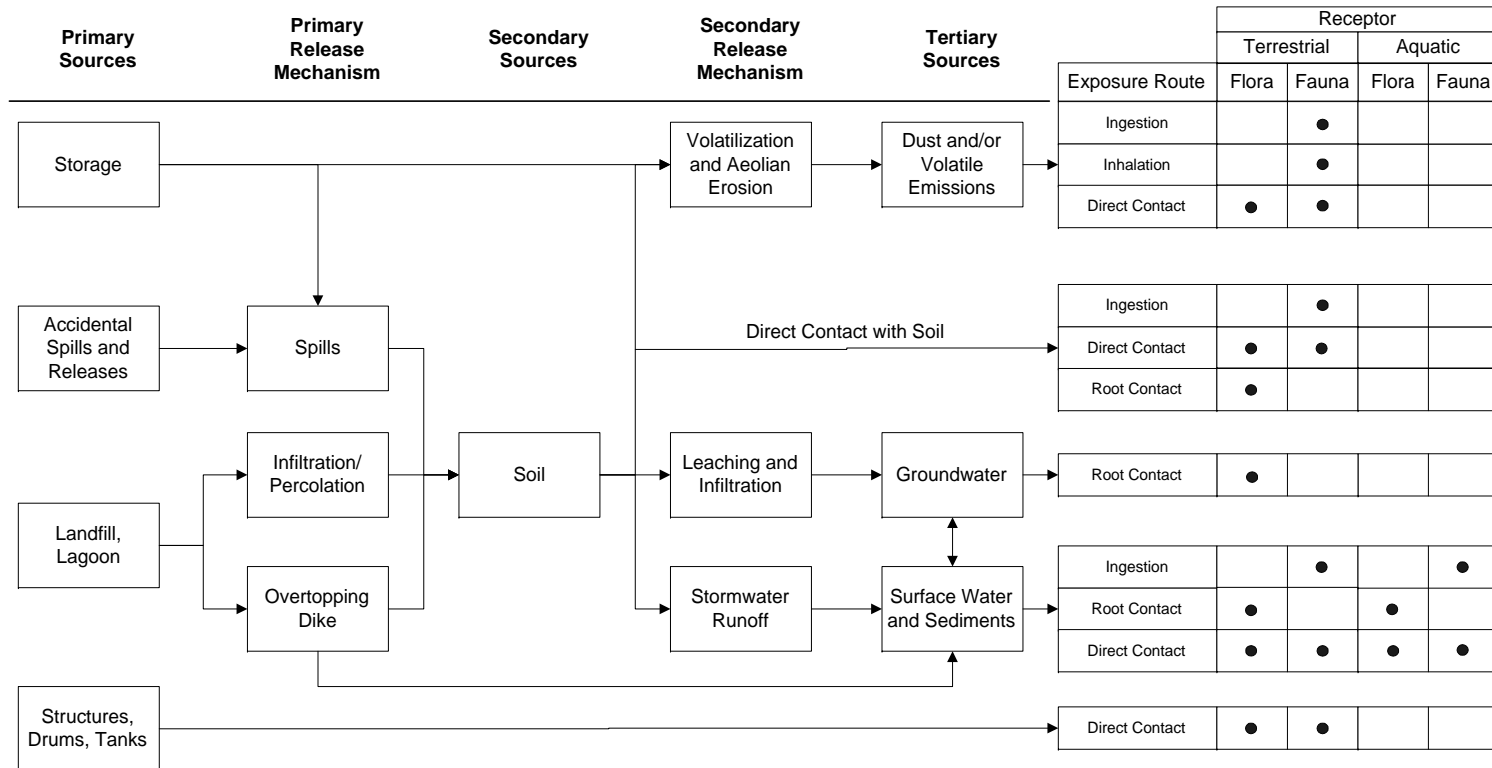 Primary
Sources
Primary
Release
Mechanism
Secondary
Sources
Secondary
Release
Mechanism
Tertiary
Sources
Receptor
Terrestrial
Aquatic
Exposure Route
Flora
Fauna
Flora
Fauna
Storage
Volatilization
and Aeolian
Erosion
Dust and/or
Volatile
Emissions
Ingestion
Inhalation
Direct Contact
Accidental
Spills and
Releases
Spills
Direct Contact with Soil
Ingestion
Direct Contact
Root Contact
Landfill,
Lagoon
Infiltration/
Percolation
Soil
Leaching and
Infiltration
Groundwater
Root Contact
Overtopping
Dike
Stormwater
Runoff
Surface Water
and Sediments
Ingestion
Root Contact
Direct Contact
Structures,
Drums, Tanks
Direct Contact